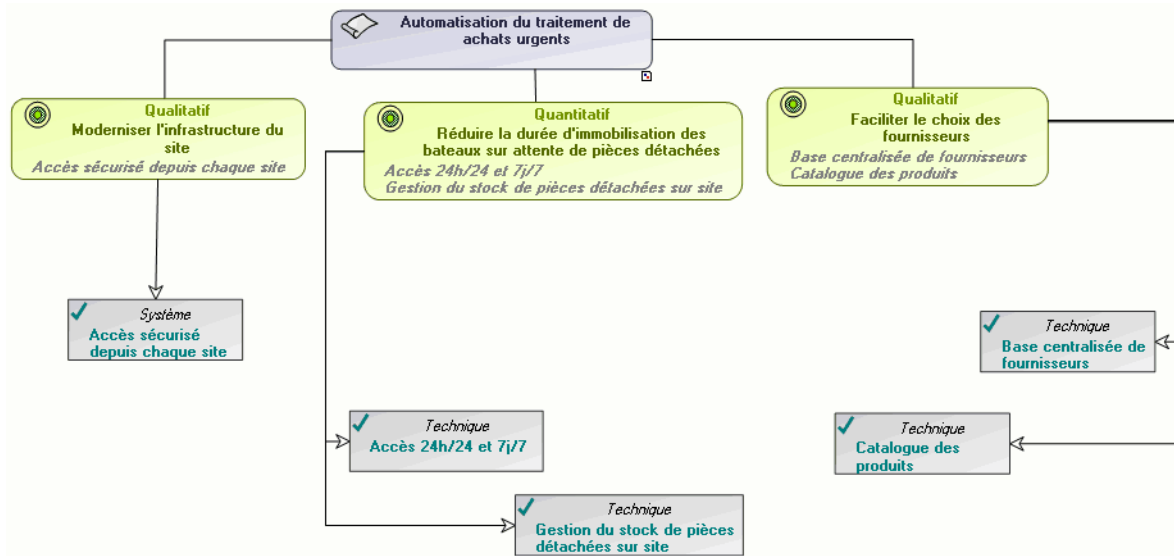 Automatisation du traitement de
achats urgents
Qualitatif
Moderniser l'infrastructure du
site
Accès sécurisé depuis chaque site
Quantitatif
Réduire la durée d'immobilisation des
bateaux sur attente de pièces détachées
Accès 24h/24 et 7j/7
Gestion du stock de pièces détachées sur site
Qualitatif
Faciliter le choix des
fournisseurs
Base centralisée de fournisseurs
Catalogue des produits
Système
Accès sécurisé
depuis chaque site
Technique
Base centralisée de
fournisseurs
Technique
Accès 24h/24 et 7j/7
Technique
Catalogue des
produits
Technique
Gestion du stock de pièces
détachées sur site